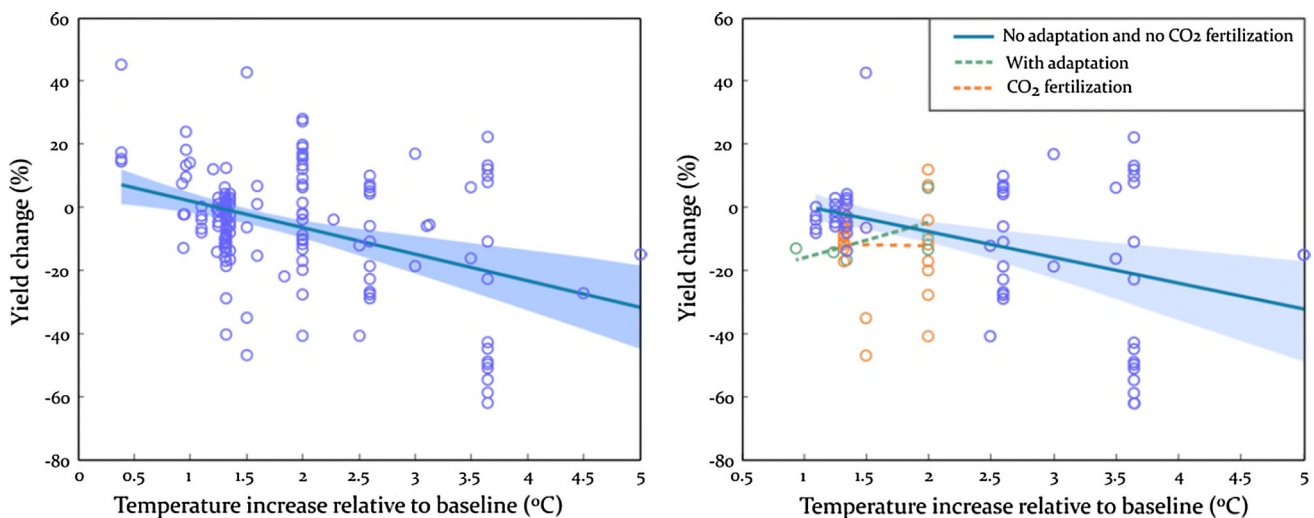 60
40
20
0
-20
-40
-60
-80
Yield change (%)
0 0.5 1 1.5 2 2.5 3 3.5 4 4.5 5
Temperature increase relative to baseline (ºC)
60
40
20
0
-20
-40
-60
-80
Yield change (%)
No adaptation and no CO2 fertilization
With adaptation
CO2 fertilization
0.5 1 1.5 2 2.5 3 3.5 4 4.5 5
Temperature increase relative to baseline (ºC)